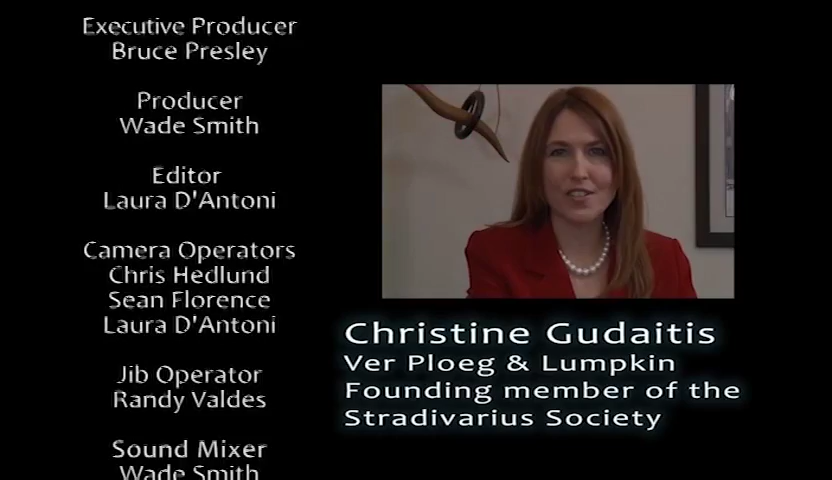 Executive Producer
Bruce Presley
Producer
Wade Smith
Editor
Laura D'Antoni
Camera Operators
Chris Hedlund
Sean Florence
Laura D'Antoni
Jib Operator
Randy Valdes
Sound Mixer
Wade Smith
Christine Gudaitis
Ver Ploeg & Lumpkin
Founding member of the
Stradivarius Society